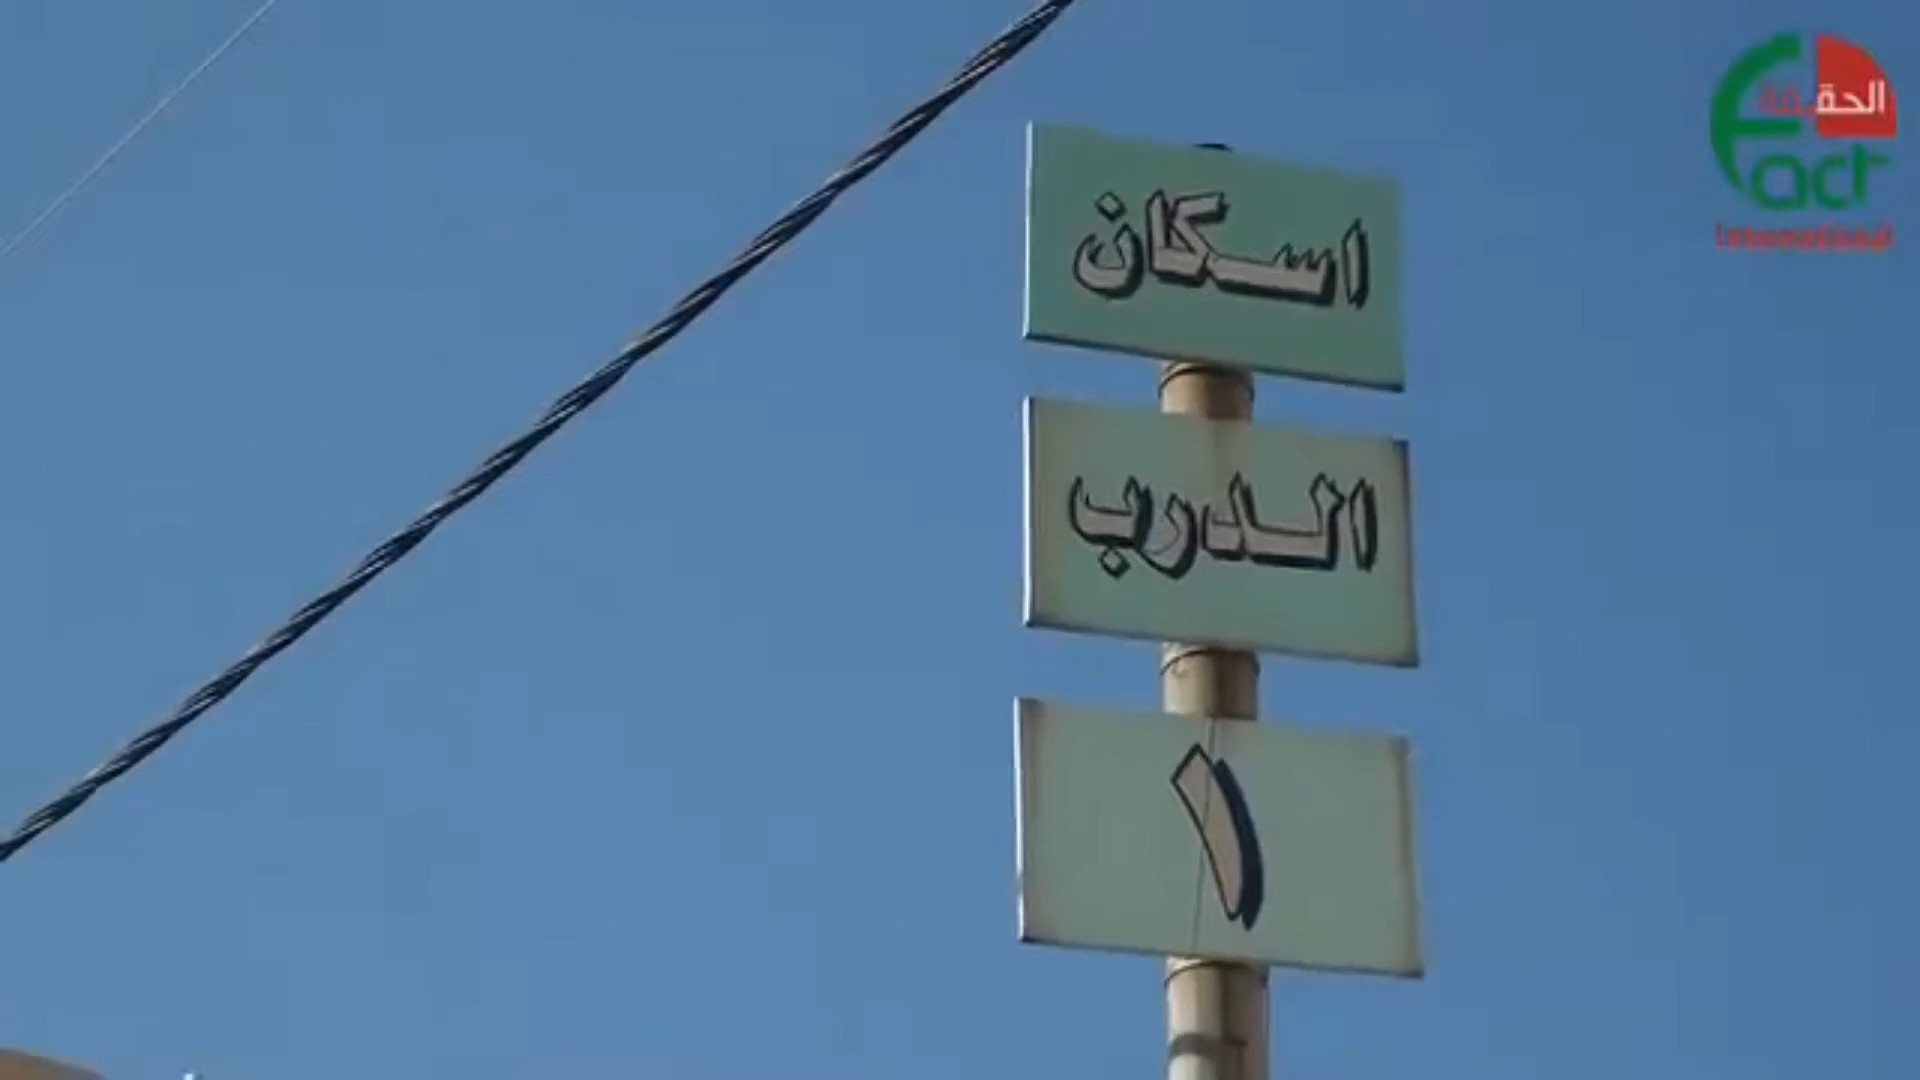 اسكان
الدرب
١
الحقيقة
Fact
International